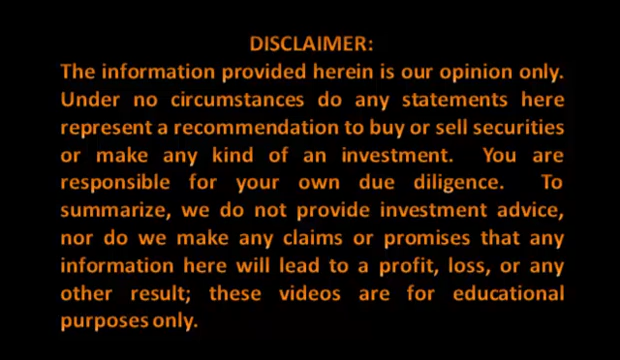 DISCLAIMER:
The information provided herein is our opinion only.
Under no circumstances do any statements here
represent a recommendation to buy or sell securities
or make any kind of an investment. You are
responsible for your own due diligence. To
summarize, we do not provide investment advice,
nor do we make any claims or promises that any
information here will lead to a profit, loss, or any
other result; these videos are for educational
purposes only.